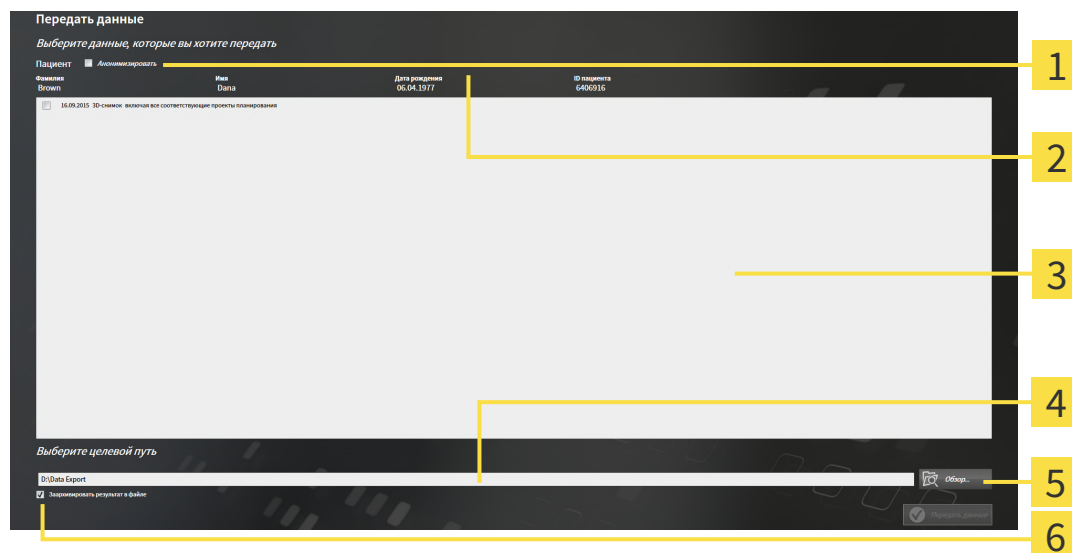 Передать данные
Выберите данные, которые вы хотите передать
Пациент Анонимизировать
1
Фамилия Имя Дата рождения ID пациента
Brown Dana 06.04.1977 6406916
16.09.2015 3D-снимок включая все соответствующие проекты планирования
2
3
4
Выберите целевой путь
D:\Data Export Обзор...
5
Заархивировать результат в файле
Передать данные
6